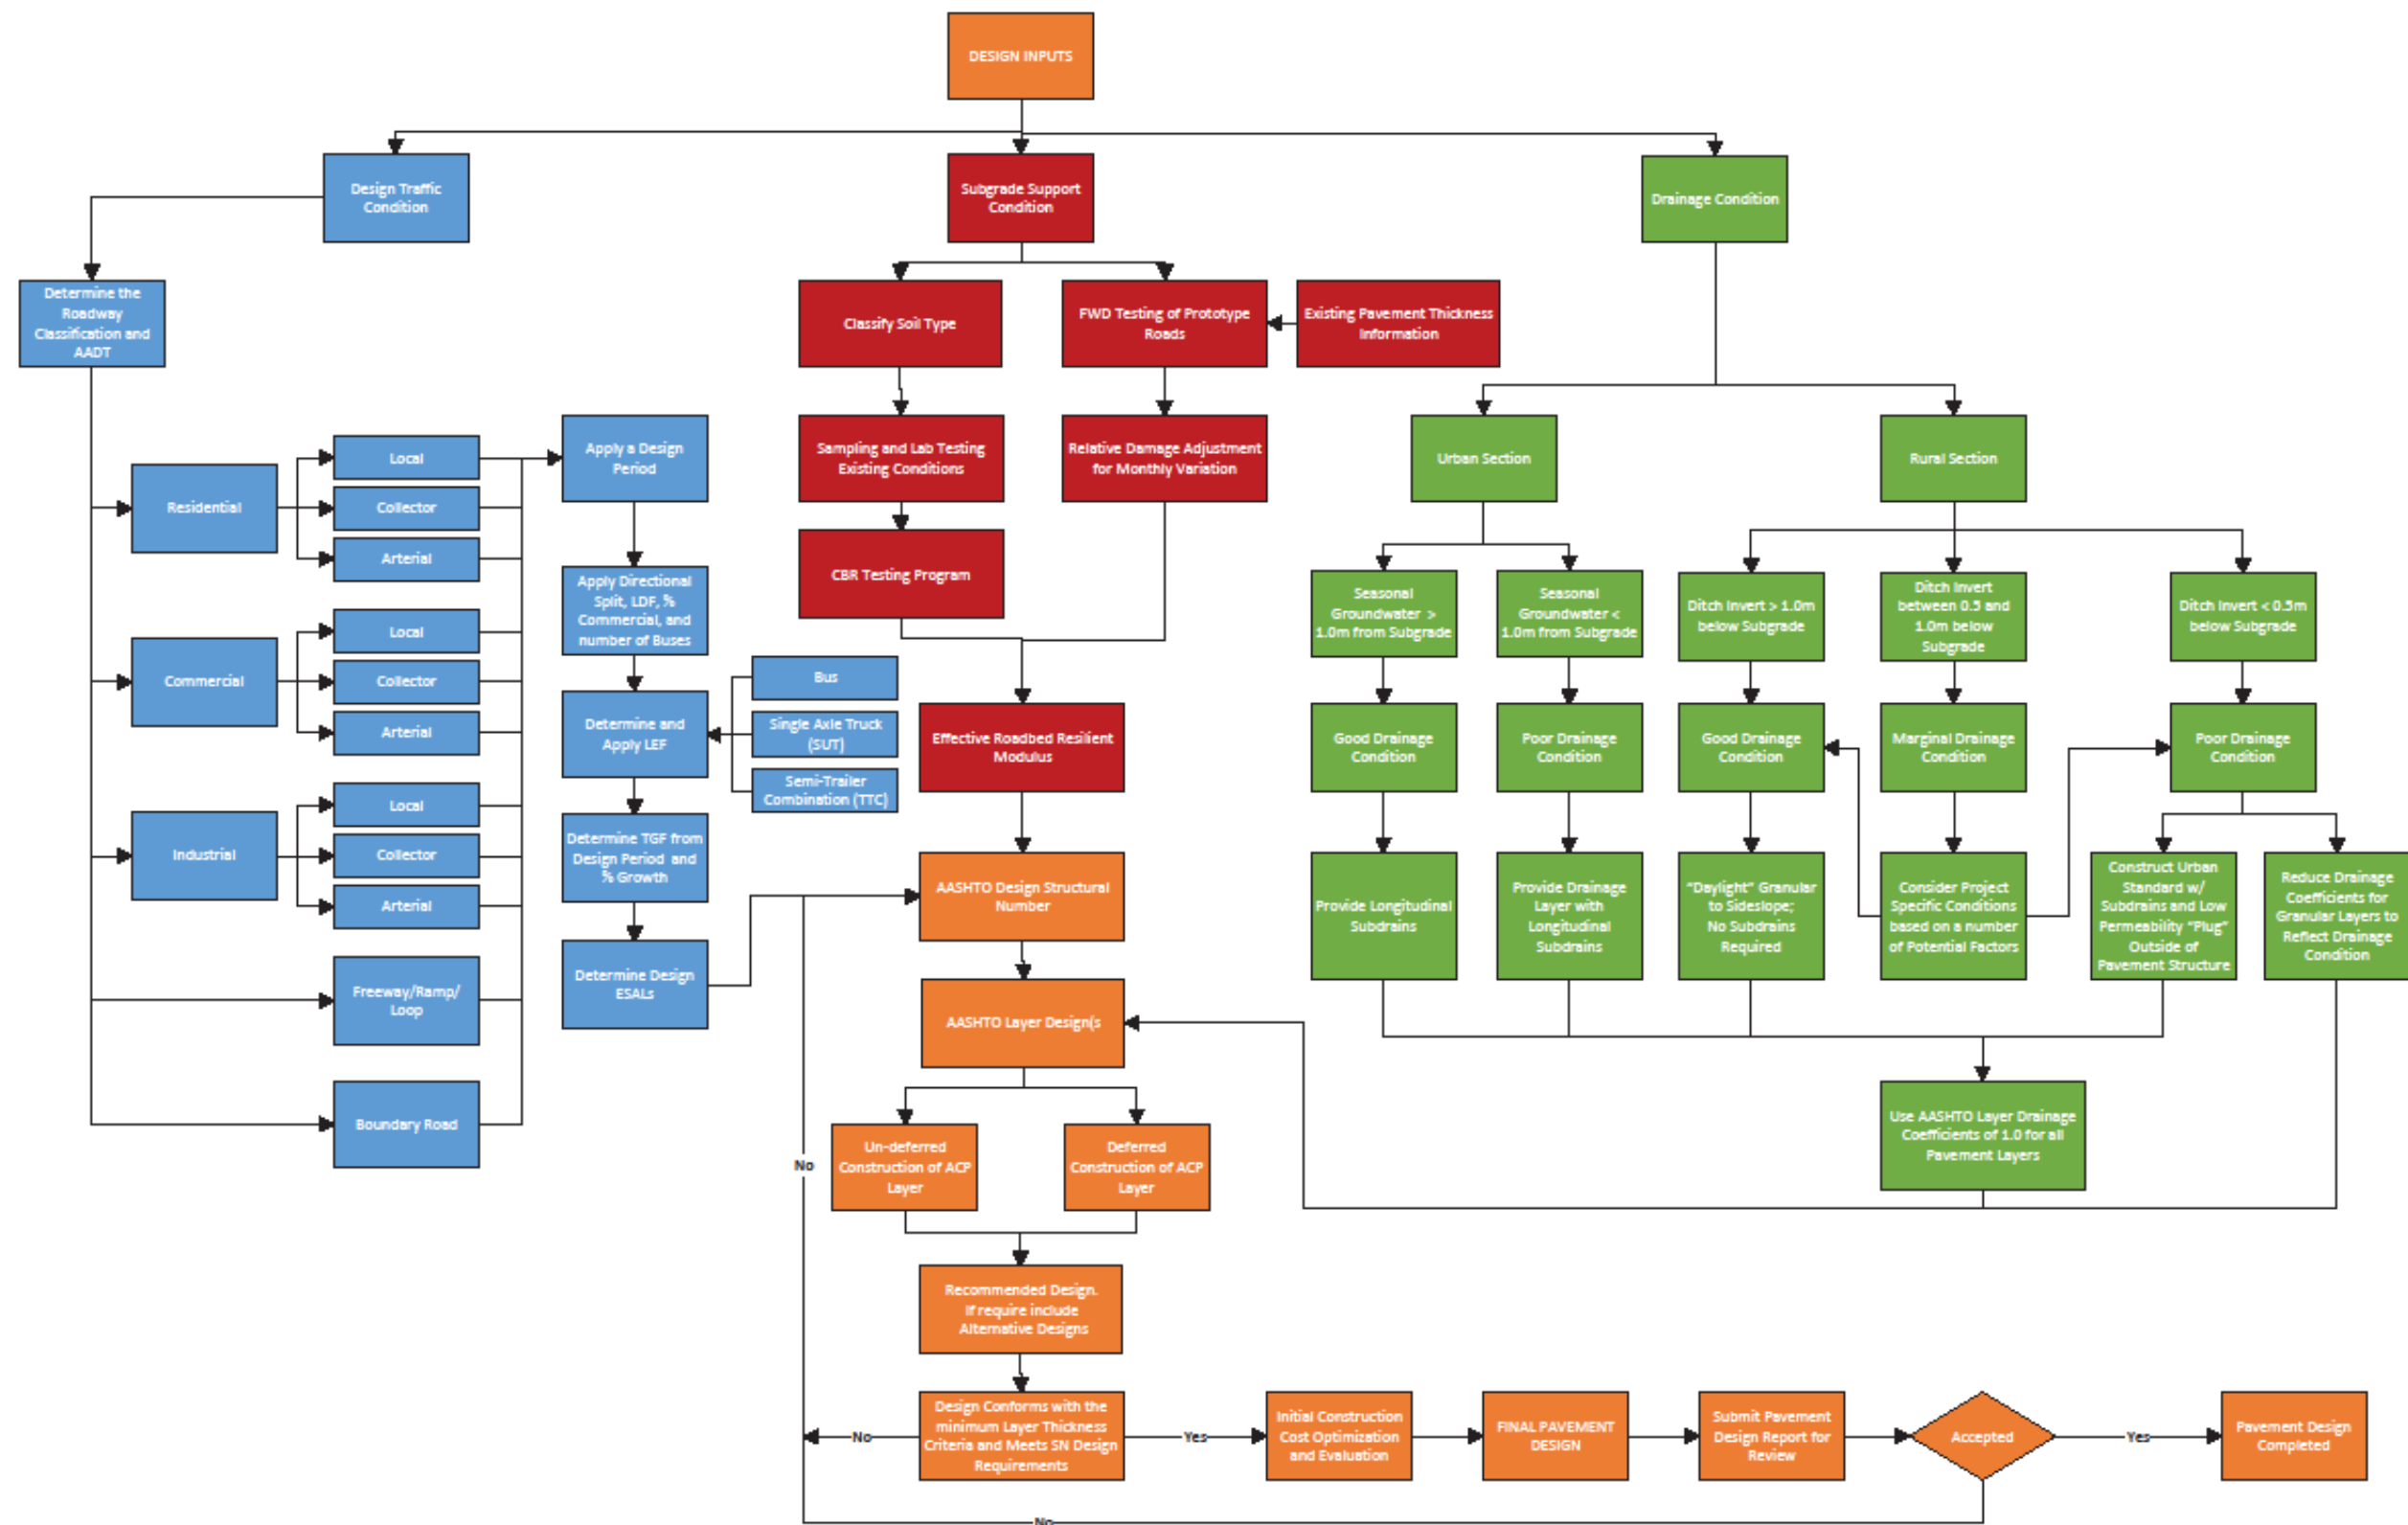 DESIGN INPUTS
Design Traffic
Condition
Subgrade Support
Condition
Drainage Condition
Determine the
Roadway
Classification and
AADT
Classify Soil Type
FWD Testing of Prototype
Roads
Existing Pavement Thickness
Information
Residential
Local
Collector
Arterial
Commercial
Local
Collector
Arterial
Industrial
Local
Collector
Arterial
Freeway/Ramp/
Loop
Boundary Road
Apply a Design
Period
Apply Directional
Split, LDF, %
Commercial, and
number of Buses
Determine and
Apply LEF
Bus
Single Axle Truck
(SUT)
Semi-Trailer
Combination (TTC)
Determine TGF from
Design Period and
% Growth
Determine Design
ESALs
Sampling and Lab Testing
Existing Conditions
Relative Damage Adjustment
for Monthly Variation
CBR Testing Program
Effective Roadbed Resilient
Modulus
Urban Section
Rural Section
Seasonal
Groundwater >
1.0m from Subgrade
Seasonal
Groundwater <
1.0m from Subgrade
Ditch Invert > 1.0m
below Subgrade
Ditch Invert
between 0.5 and
1.0m below
Subgrade
Ditch Invert < 0.5m
below Subgrade
Good Drainage
Condition
Poor Drainage
Condition
Good Drainage
Condition
Marginal Drainage
Condition
Poor Drainage
Condition
Provide Longitudinal
Subdrains
Provide Drainage
Layer with
Longitudinal
Subdrains
"Daylight" Granular
to Sideslope;
No Subdrains
Required
Consider Project
Specific Conditions
based on a number
of Potential Factors
Construct Urban
Standard w/
Subdrains and Low
Permeability "Plug"
Outside of
Pavement Structure
Reduce Drainage
Coefficients for
Granular Layers to
Reflect Drainage
Condition
Use AASHTO Layer Drainage
Coefficients of 1.0 for all
Pavement Layers
AASHTO Design Structural
Number
AASHTO Layer Design(s
Un-deferred
Construction of ACP
Layer
Deferred
Construction of ACP
Layer
No
Recommended Design.
If require include
Alternative Designs
Design Conforms with the
minimum Layer Thickness
Criteria and Meets SN Design
Requirements
No
Yes
Initial Construction
Cost Optimization
and Evaluation
FINAL PAVEMENT
DESIGN
Submit Pavement
Design Report for
Review
Accepted
Yes
Pavement Design
Completed
No